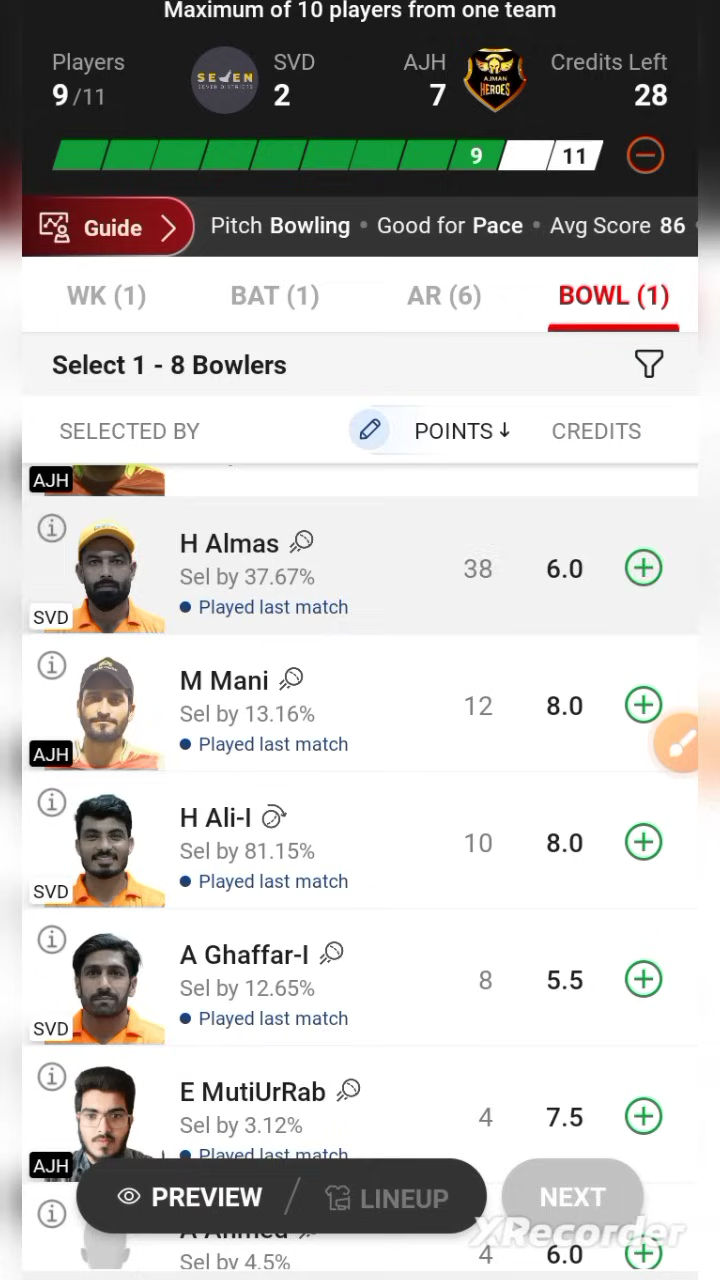 Maximum of 10 players from one team
Players SVD AJH Credits Left
9/11 2 7 28
SEVEN
SEVEN DISTRICTS
AJMAN
HEROES
9 11
Guide Pitch Bowling • Good for Pace • Avg Score 86
WK (1) BAT (1) AR (6) BOWL (1)
Select 1 - 8 Bowlers
SELECTED BY POINTS↓ CREDITS
AJH
H Almas
Sel by 37.67% 38 6.0
Played last match
SVD
M Mani
Sel by 13.16% 12 8.0
Played last match
AJH
H Ali-I
Sel by 81.15% 10 8.0
Played last match
SVD
A Ghaffar-I
Sel by 12.65% 8 5.5
Played last match
SVD
E MutiUrRab
Sel by 3.12% 4 7.5
Played last match
AJH
PREVIEW / LINEUP NEXT
XRecorder
A Ahmed
Sel by 4.5% 4 6.0